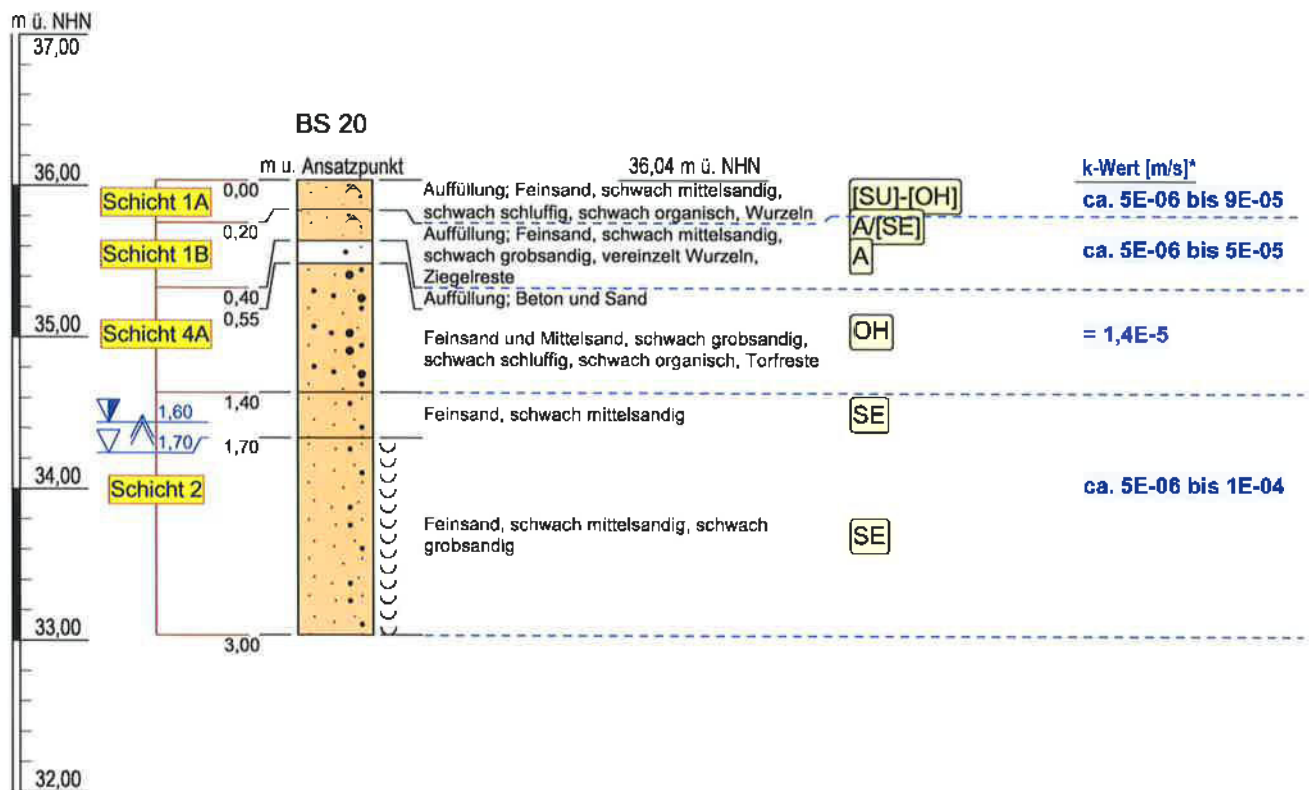 m ü. NHN
37,00
BS 20
m u. Ansatzpunkt
36,04 m ü. NHN
k-Wert [m/s]*
36,00
0,00
Schicht 1A
Auffüllung; Feinsand, schwach mittelsandig,
schwach schluffig, schwach organisch, Wurzeln
[SU]-[OH]
ca. 5E-06 bis 9E-05
0,20
Schicht 1B
Auffüllung; Feinsand, schwach mittelsandig,
schwach grobsandig, vereinzelt Wurzeln,
Ziegelreste
A/[SE]
A
ca. 5E-06 bis 5E-05
0,40
Auffüllung; Beton und Sand
0,55
35,00
Schicht 4A
Feinsand und Mittelsand, schwach grobsandig,
schwach schluffig, schwach organisch, Torfreste
OH
= 1,4E-5
1,40
1,60
Feinsand, schwach mittelsandig
SE
1,70
1,70
34,00
Schicht 2
ca. 5E-06 bis 1E-04
Feinsand, schwach mittelsandig, schwach
grobsandig
SE
33,00
3,00
32,00